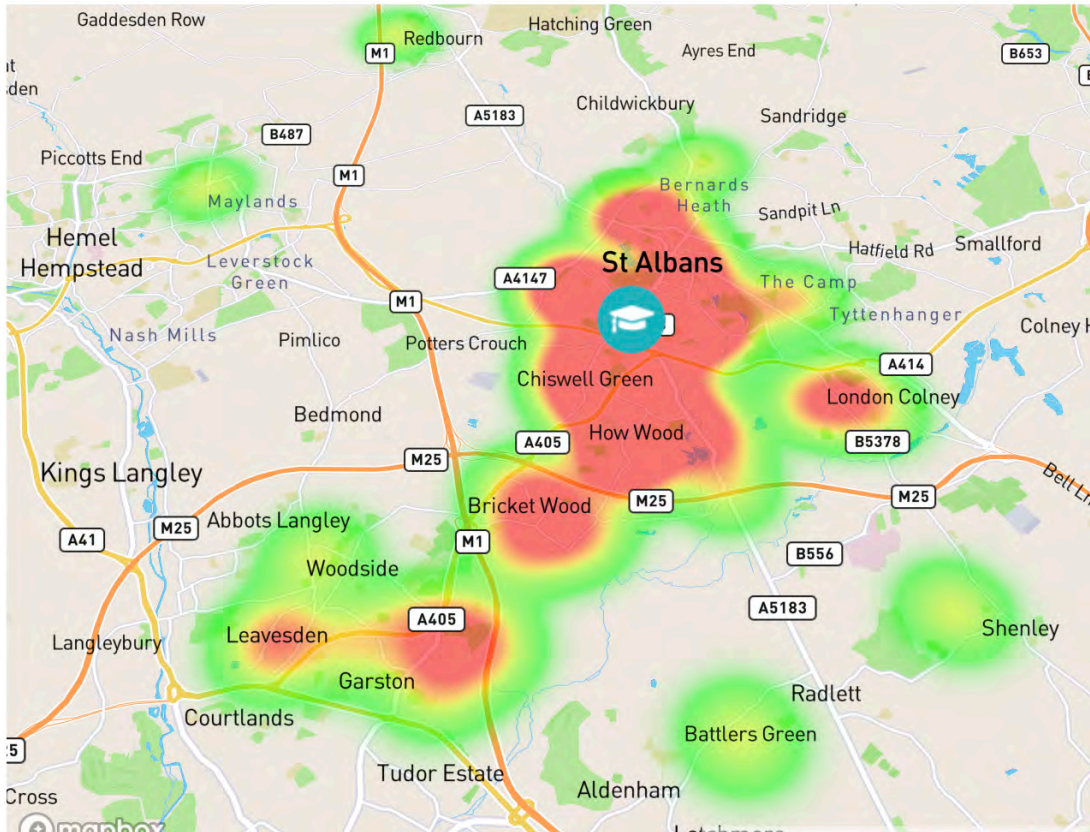 Gaddesden Row
Hatching Green
Redbourn
M1
Ayres End
B653
A5183
Childwickbury
Sandridge
B487
Piccotts End
M1
Maylands
Bernards
Heath
Sandpit Ln
Hemel
Hempstead
Hatfield Rd
Smallford
Leverstock
Green
St Albans
A4147
The Camp
M1
Tyttenhanger
Nash Mills
Pimlico
Potters Crouch
A414
Chiswell Green
London Colney
Bedmond
How Wood
A405
B5378
M25
Kings Langley
Bricket Wood
M25
M25
Abbots Langley
M25
A41
M1
B556
Woodside
A5183
A405
Leavesden
Shenley
Langleybury
Garston
Radlett
Courtlands
Battlers Green
Tudor Estate
Aldenham
Cross
mapbox